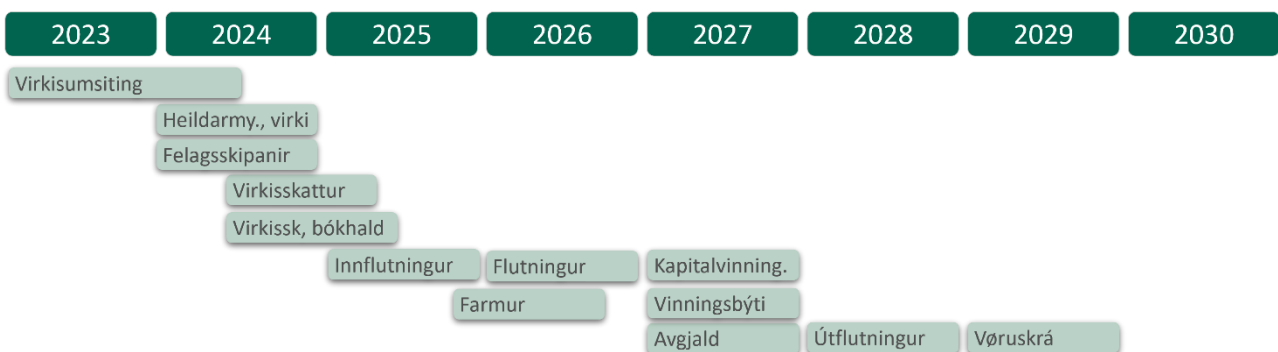 2023 2024 2025 2026 2027 2028 2029 2030
Virkisumsiting
Heildarmy., virki
Felagsskipanir
Virkisskattur
Virkissk, bókhald
Innflutningur Flutningur Kapitalvinning.
Farmur Vinningsbýti
Avgjald Útflutningur Vøruskrá